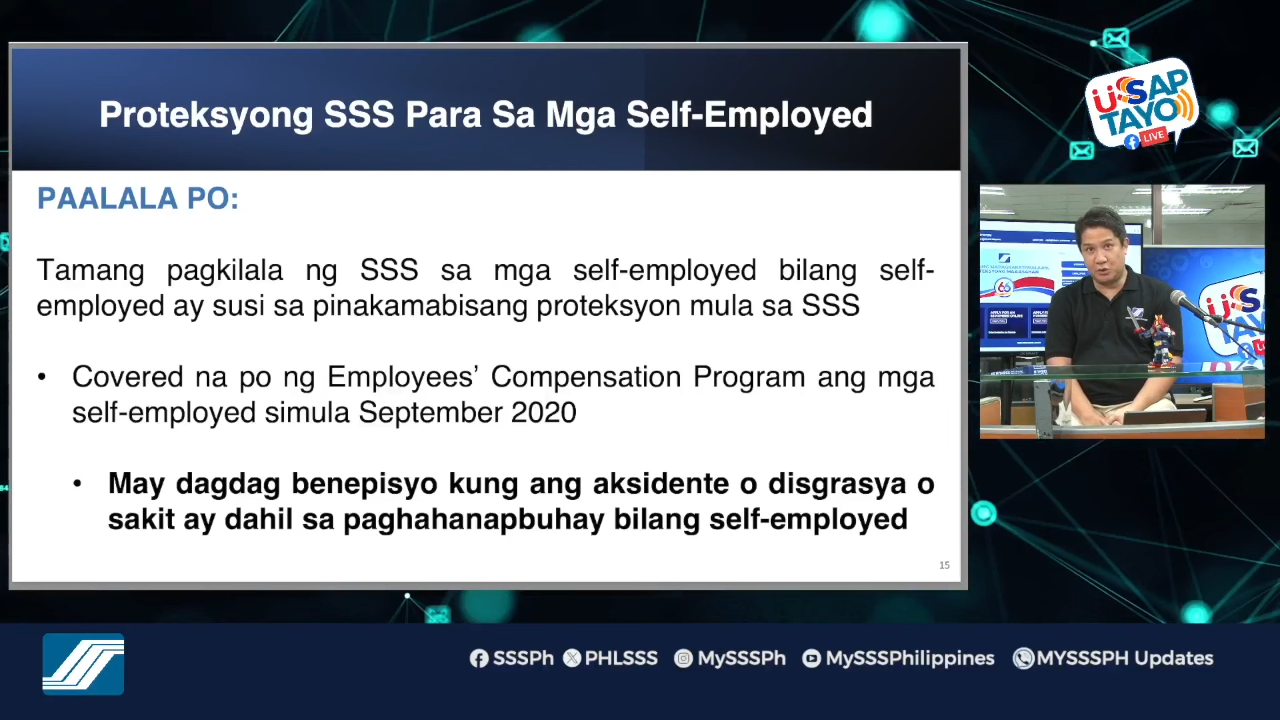 Proteksyong SSS Para Sa Mga Self-Employed
USSAP
TAYO
LIVE
PAALALA PO:
Tamang pagkilala ng SSS sa mga self-employed bilang self-
employed ay susi sa pinakamabisang proteksyon mula sa SSS
• Covered na po ng Employees' Compensation Program ang mga
self-employed simula September 2020
• May dagdag benepisyo kung ang aksidente o disgrasya o
sakit ay dahil sa paghahanapbuhay bilang self-employed
15
SSSPh PHLSSS MySSSPh MySSSPhilippines MYSSSPH Updates